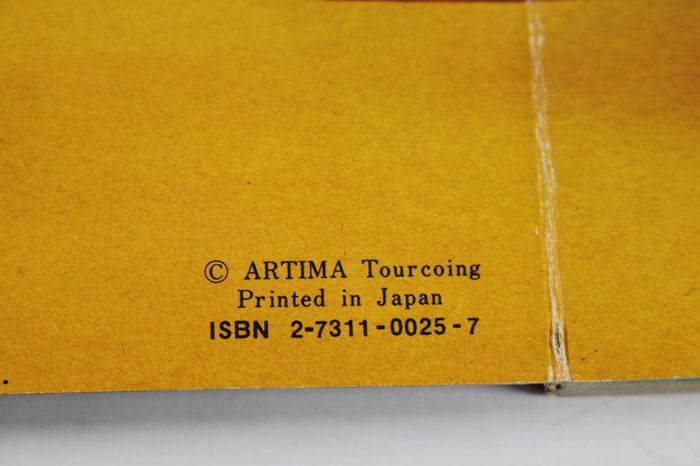 © ARTIMA Tourcoing
Printed in Japan
ISBN 2-7311-0025-7